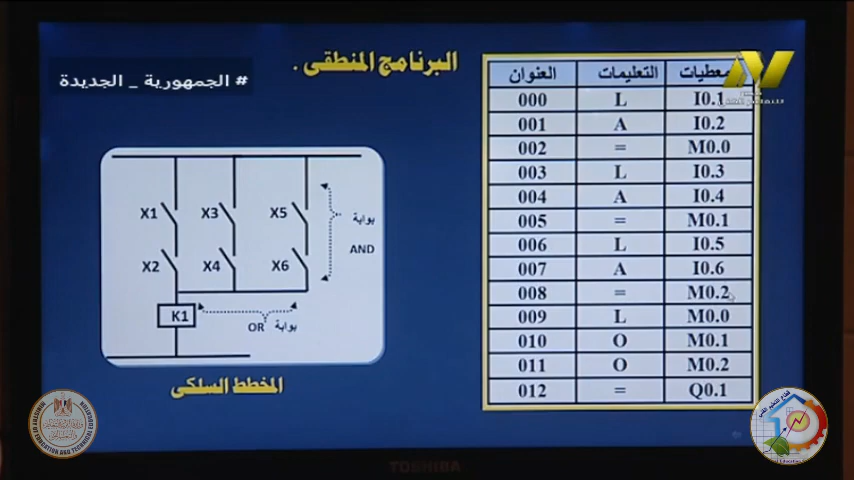 البرنامج المنطقى .
# الجمهورية _ الجديدة
العنوان التعليمات
000 L I0.1
001 A I0.2
002 = M0.0
003 L I0.3
004 A I0.4
005 = M0.1
006 L I0.5
007 A I0.6
008 = M0.2
009 L M0.0
010 O M0.1
011 O M0.2
012 = Q0.1
X1 X3 X5
بوابة
AND
X2 X4 X6
K1
بوابة OR
المخطط السلكى
TOSHIBA